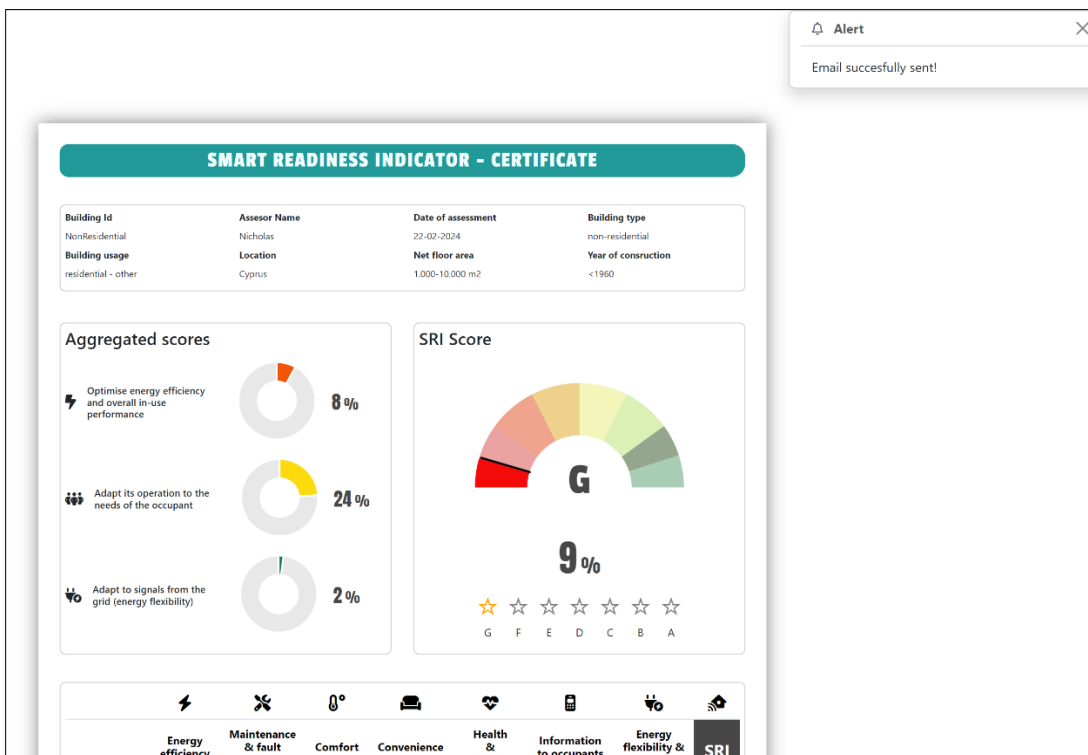 Alert
Email succesfully sent!
SMART READINESS INDICATOR - CERTIFICATE
Building Id Assesor Name Date of assessment Building type
NonResidential Nicholas 22-02-2024 non-residential
Building usage Location Net floor area Year of consruction
residential - other Cyprus 1.000-10.000 m2 <1960
Aggregated scores
Optimise energy efficiency
and overall in-use
performance
8 %
Adapt its operation to the
needs of the occupant
24 %
Adapt to signals from the
grid (energy flexibility)
2 %
SRI Score
G
9 %
G F E D C B A
Energy
efficiency
Maintenance
& fault
Comfort
Convenience
Health
&
Information
to occupants
Energy
flexibility &
SRI